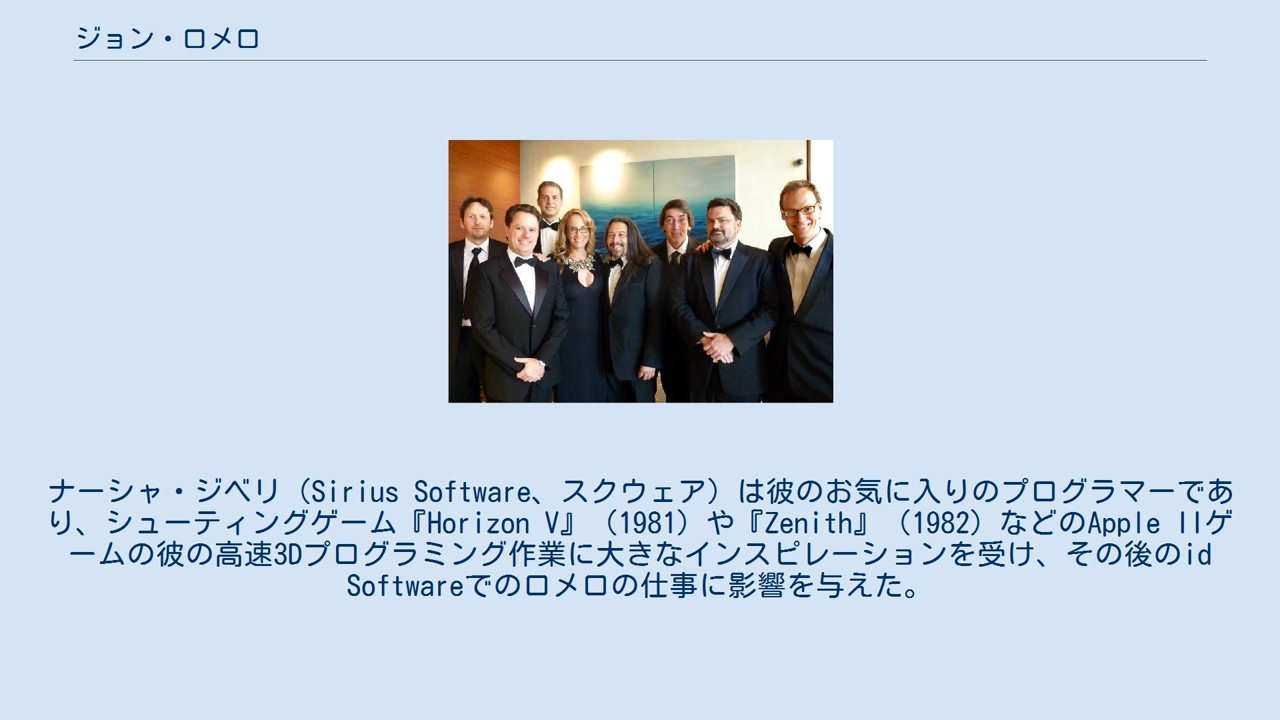 ジョン・ロメロ
ナーシャ・ジベリ（Sirius Software、スクウェア）は彼のお気に入りのプログラマーであ
り、シューティングゲーム『Horizon V』（1981）や『Zenith』（1982）などのApple IIゲ
ームの彼の高速3Dプログラミング作業に大きなインスピレーションを受け、その後のid
Softwareでのロメロの仕事に影響を与えた。